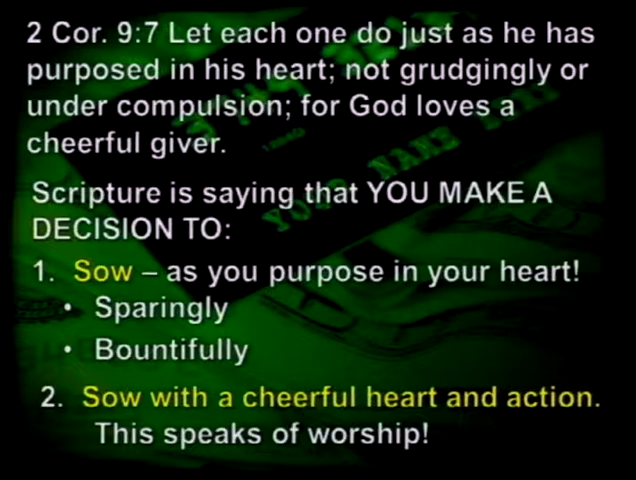 2 Cor. 9:7 Let each one do just as he has
purposed in his heart; not grudgingly or
under compulsion; for God loves a
cheerful giver.
Scripture is saying that YOU MAKE A
DECISION TO:
1. Sow – as you purpose in your heart!
• Sparingly
• Bountifully
2. Sow with a cheerful heart and action.
This speaks of worship!
YOUR NAME